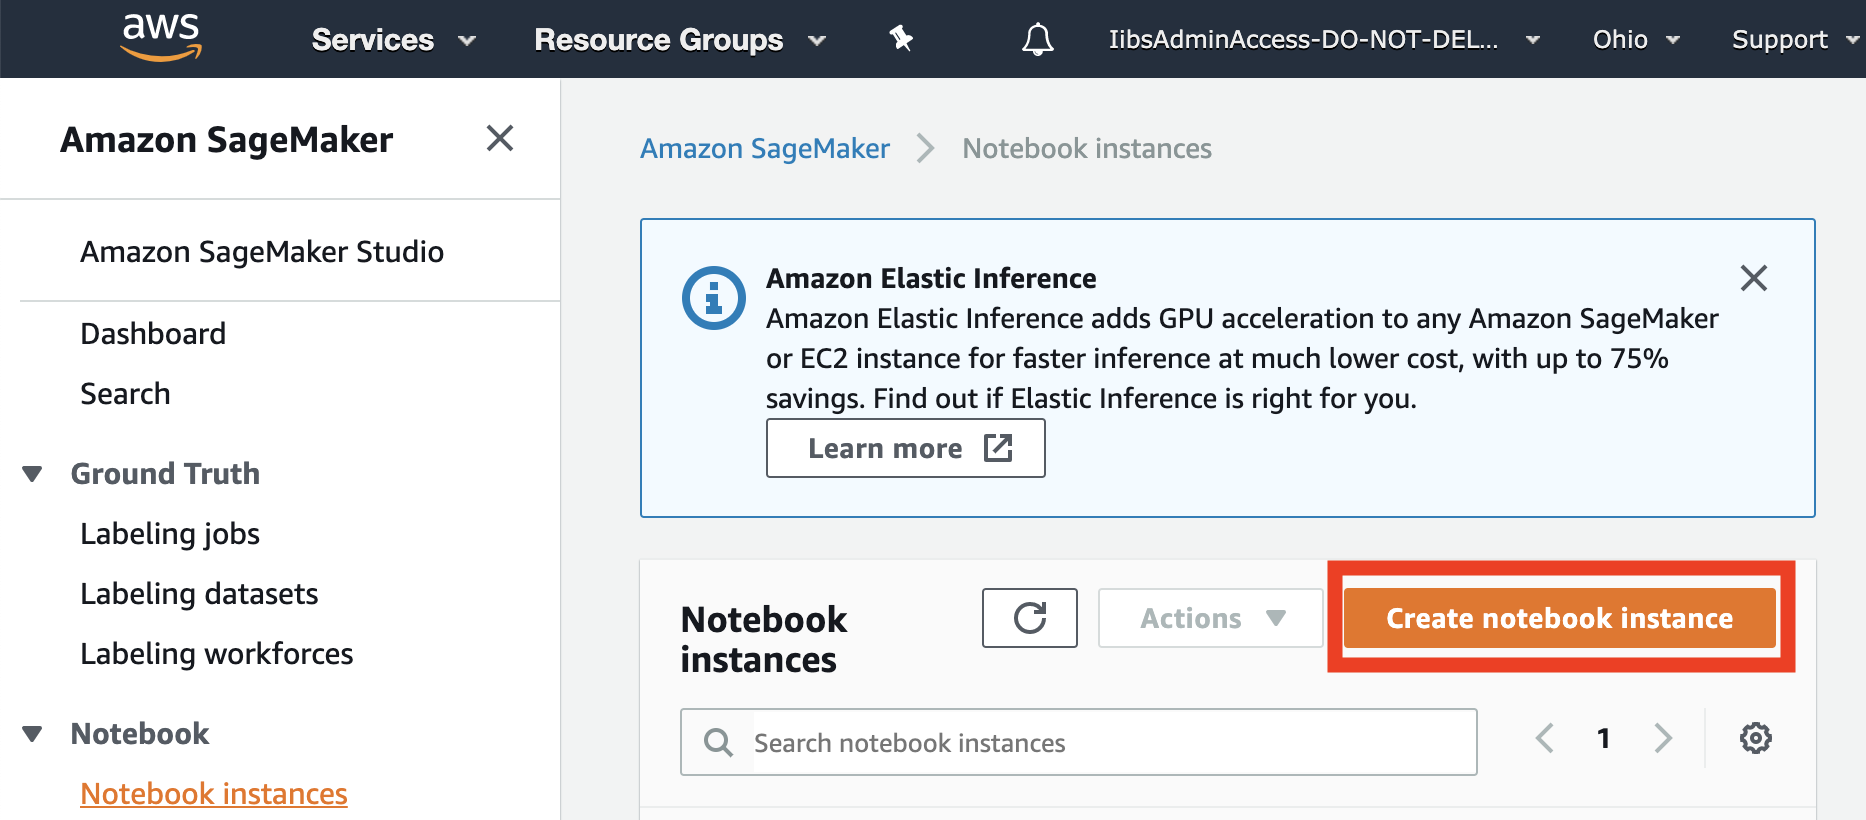 aws
Services
Resource Groups
IibsAdminAccess-DO-NOT-DEL...
Ohio
Support
Amazon SageMaker
Amazon SageMaker Studio
Dashboard
Search
Ground Truth
Labeling jobs
Labeling datasets
Labeling workforces
Notebook
Notebook instances
Amazon SageMaker
Notebook instances
Amazon Elastic Inference
Amazon Elastic Inference adds GPU acceleration to any Amazon SageMaker
or EC2 instance for faster inference at much lower cost, with up to 75%
savings. Find out if Elastic Inference is right for you.
Learn more
Notebook
instances
Actions
Create notebook instance
Search notebook instances
1